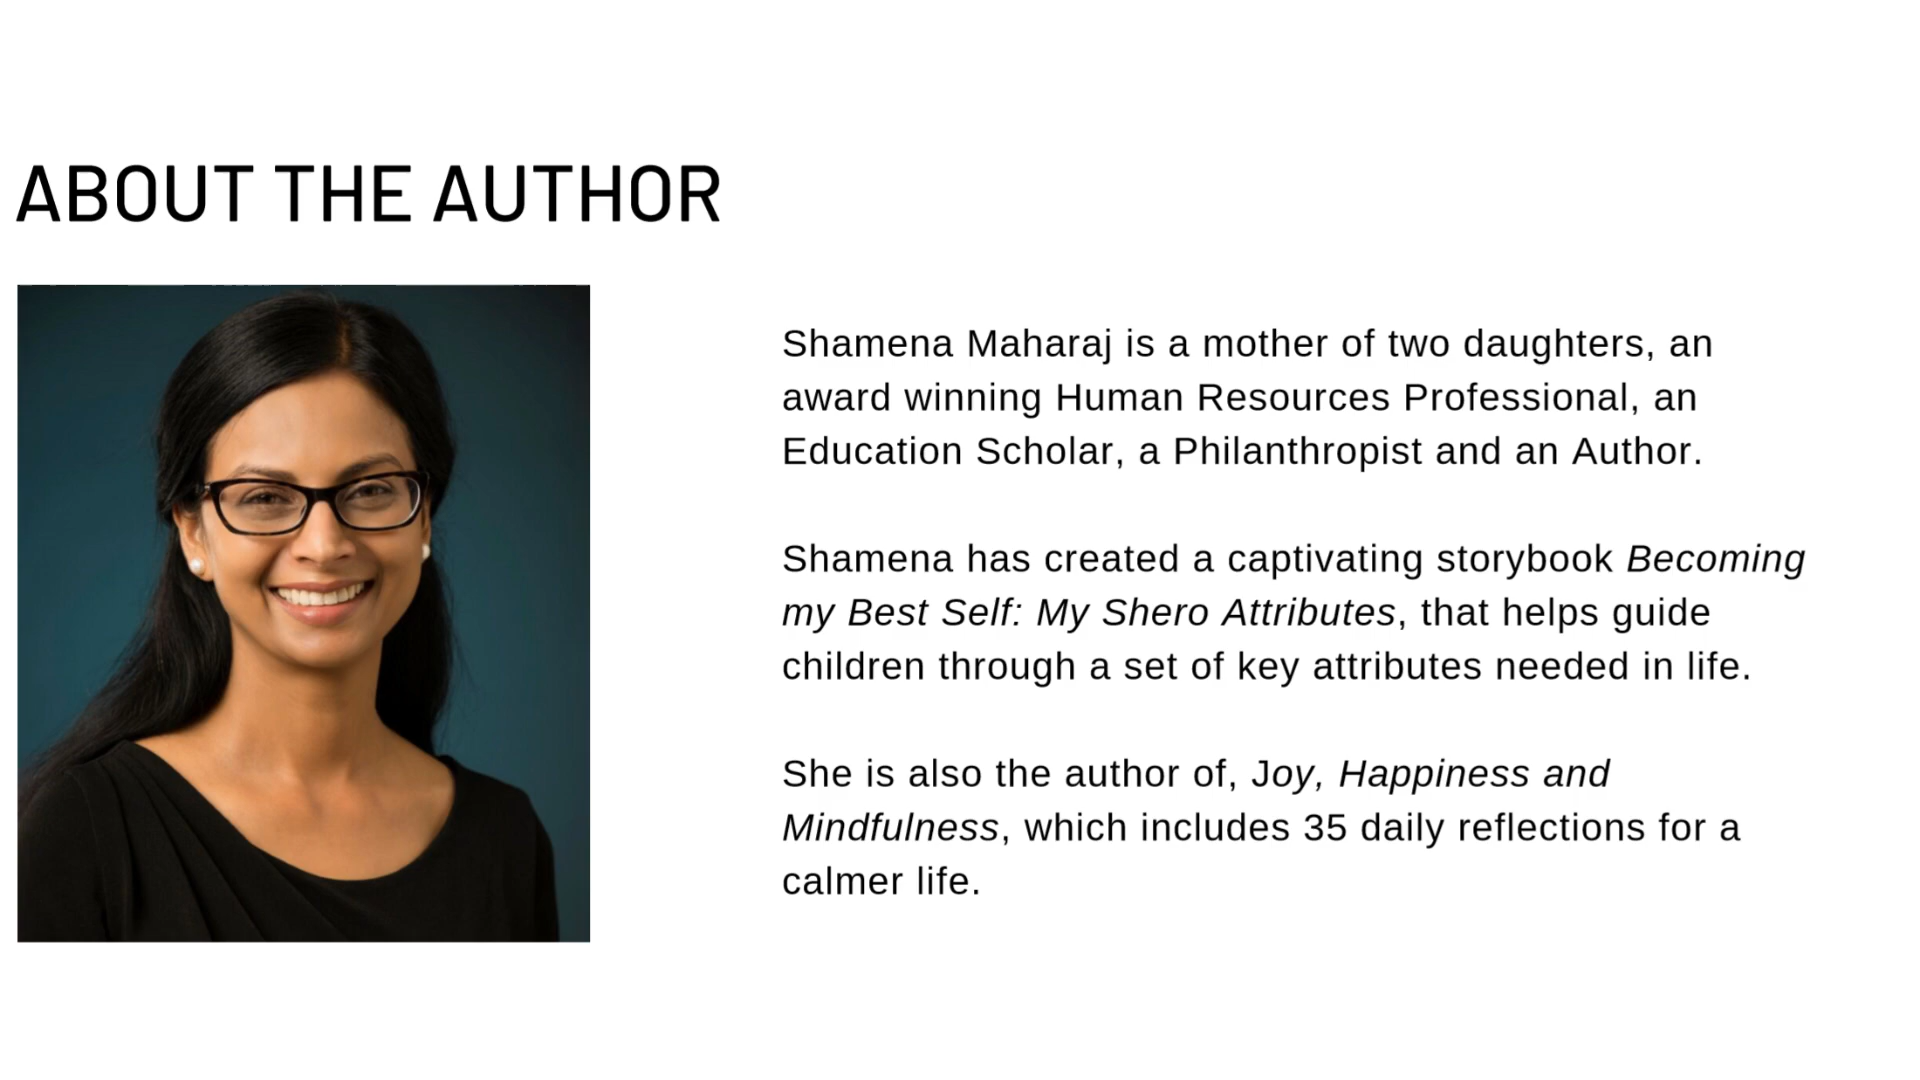 ABOUT THE AUTHOR
Shamena Maharaj is a mother of two daughters, an
award winning Human Resources Professional, an
Education Scholar, a Philanthropist and an Author.
Shamena has created a captivating storybook Becoming
my Best Self: My Shero Attributes, that helps guide
children through a set of key attributes needed in life.
She is also the author of, Joy, Happiness and
Mindfulness, which includes 35 daily reflections for a
calmer life.